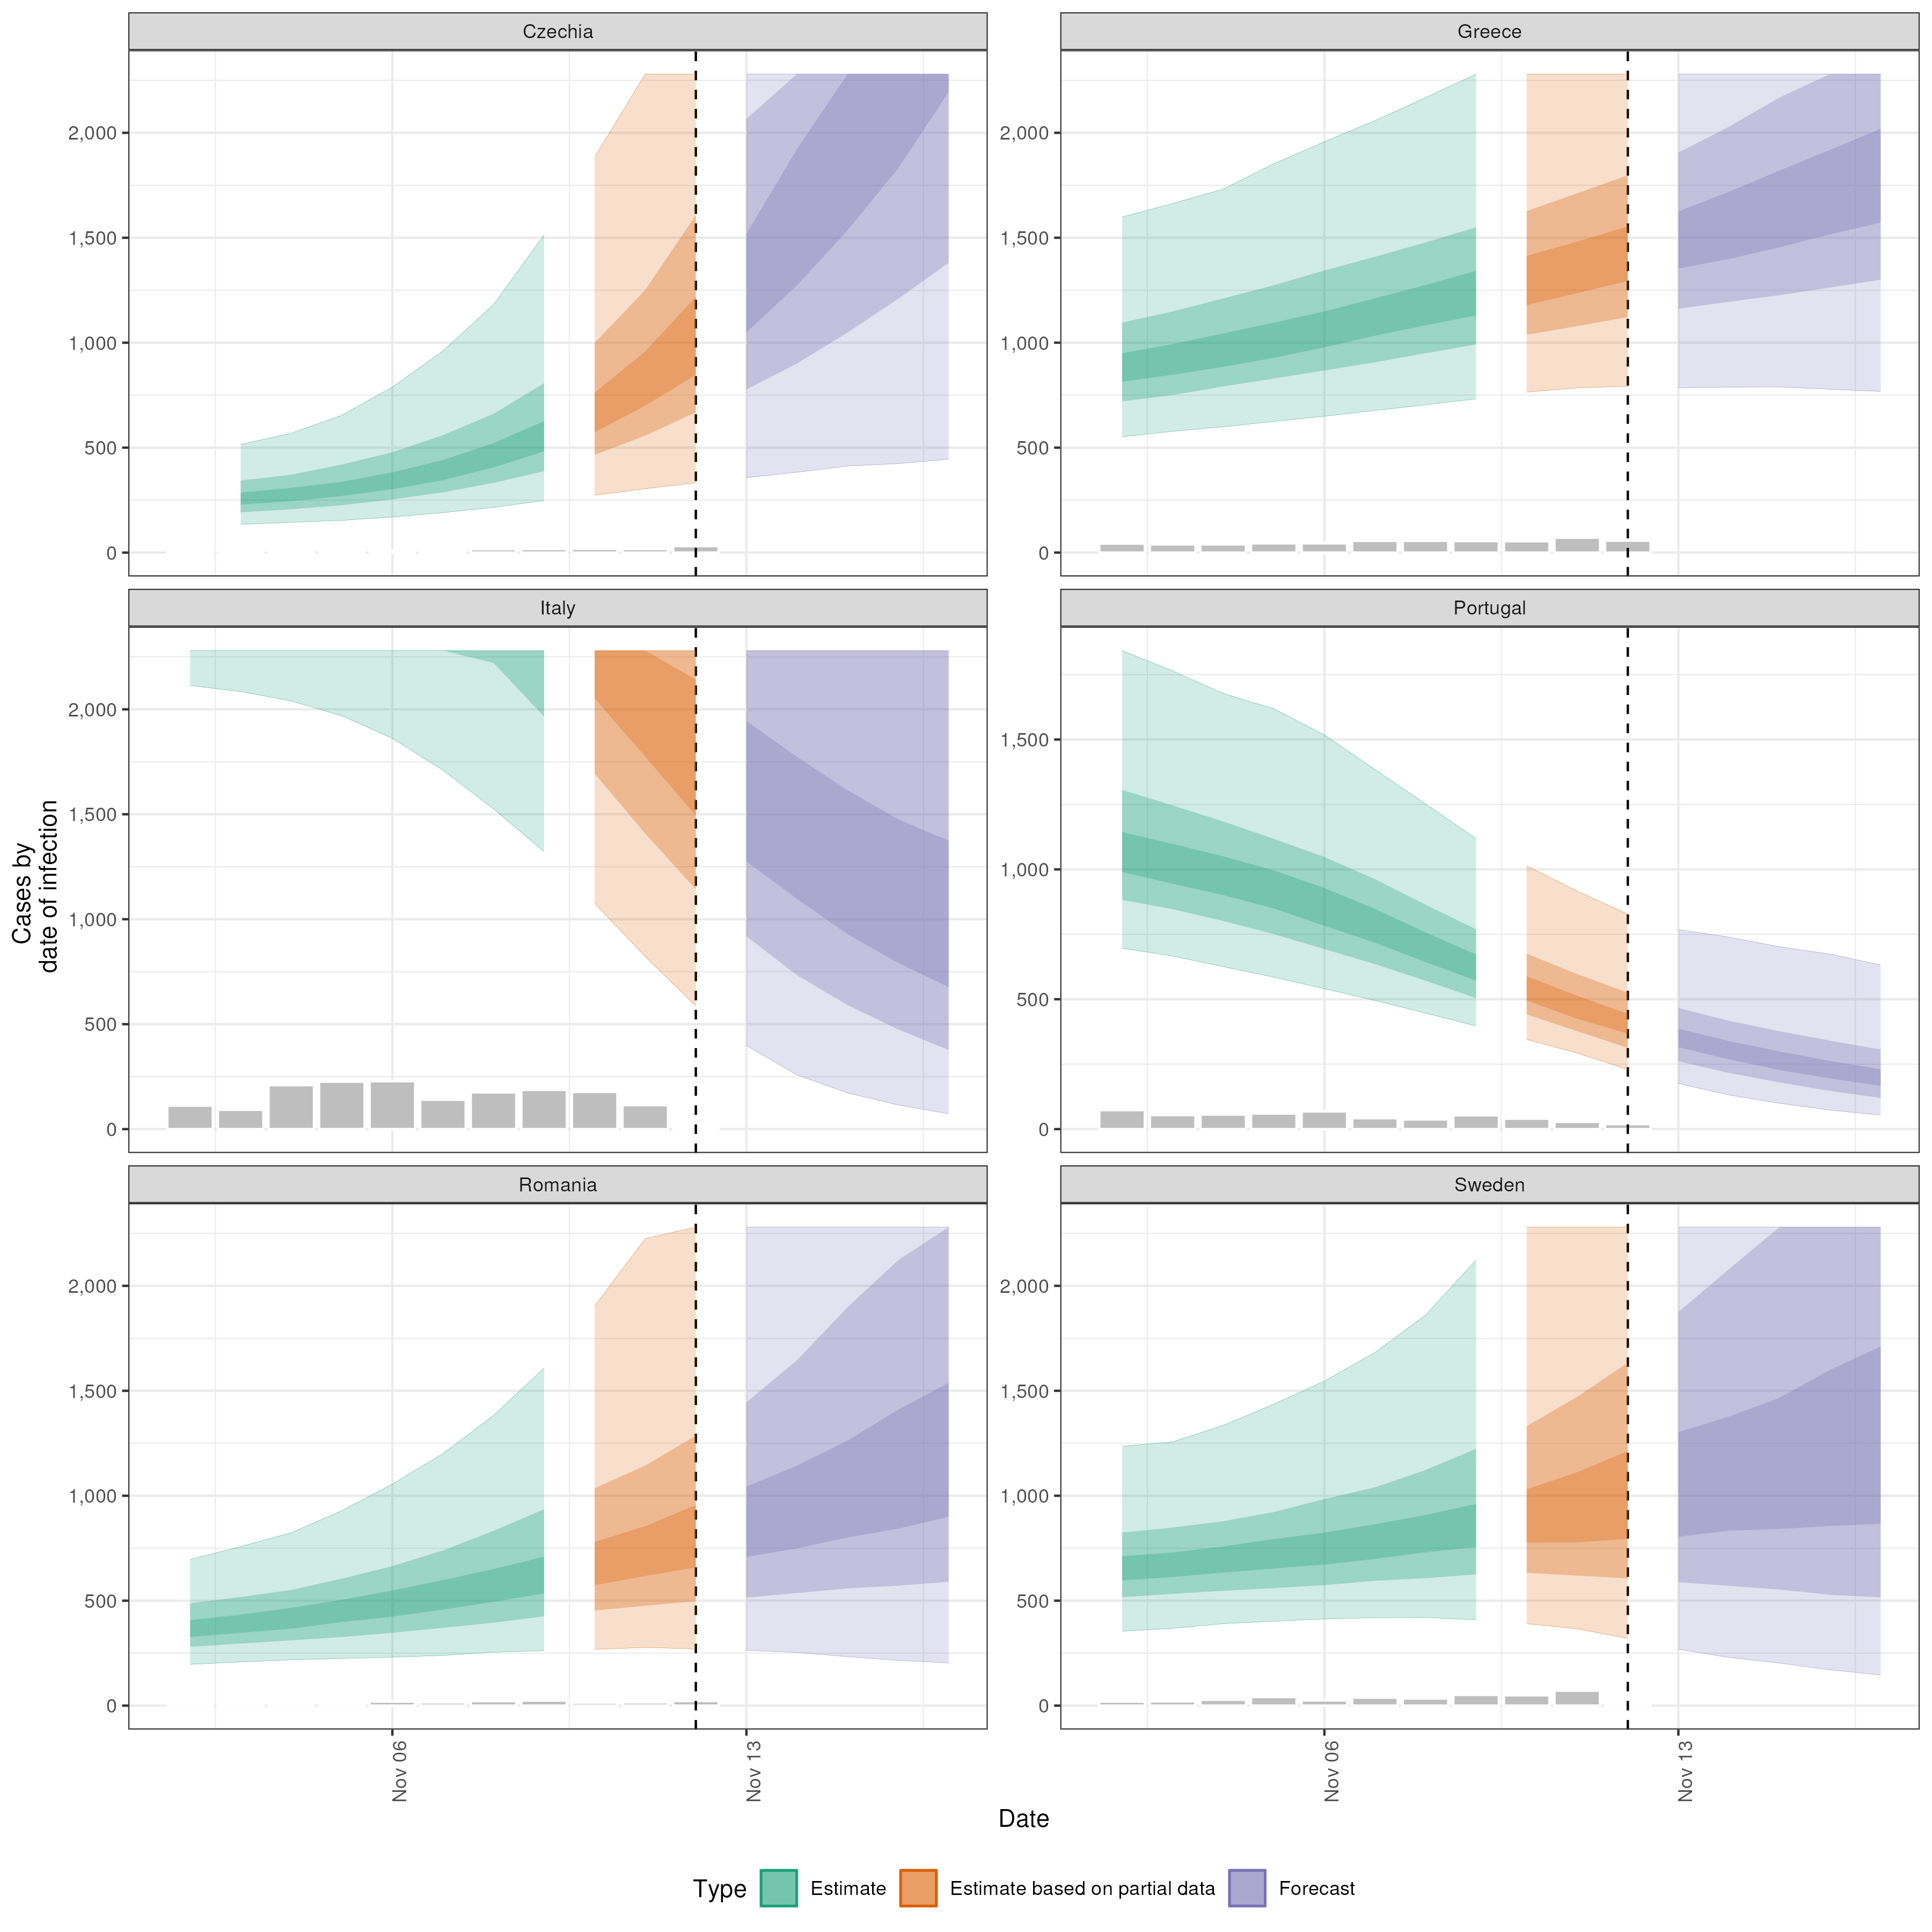 Czechia
Greece
2,000
1,500
1,000
500
0
2,000
1,500
1,000
500
0
Italy
Portugal
2,000
1,500
1,000
500
0
1,500
1,000
500
0
Cases by
date of infection
Romania
Sweden
2,000
1,500
1,000
500
0
2,000
1,500
1,000
500
0
Nov 06
Nov 13
Nov 06
Nov 13
Date
Type Estimate Estimate based on partial data Forecast